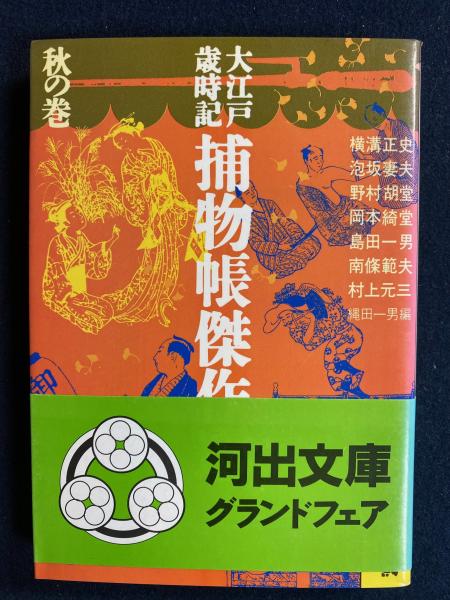 大江戸
歳時記
捕物帳傑作
秋の巻
横溝正史
泡坂妻夫
野村胡堂
岡本綺堂
島田一男
南條範夫
村上元三
縄田一男編
河出文庫
グランドフェア